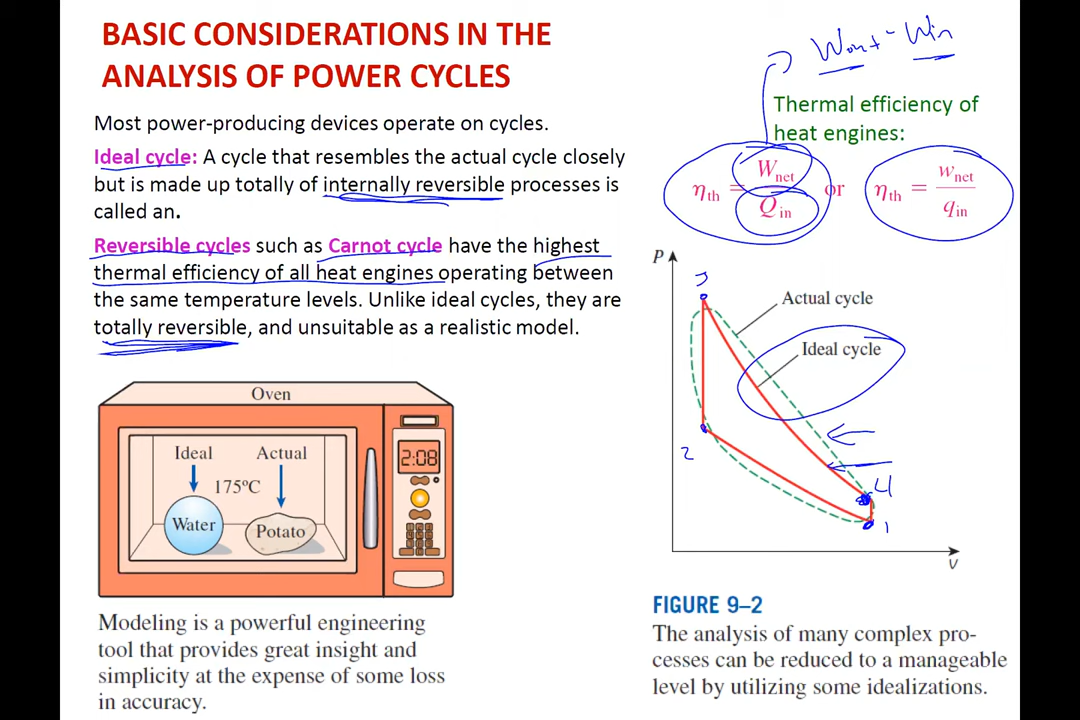 BASIC CONSIDERATIONS IN THE
ANALYSIS OF POWER CYCLES
Most power-producing devices operate on cycles.
Ideal cycle: A cycle that resembles the actual cycle closely
but is made up totally of internally reversible processes is
called an.
Reversible cycles such as Carnot cycle have the highest
thermal efficiency of all heat engines operating between
the same temperature levels. Unlike ideal cycles, they are
totally reversible, and unsuitable as a realistic model.
Oven
Ideal Actual
175ºC
Water
Potato
2:08
Modeling is a powerful engineering
tool that provides great insight and
simplicity at the expense of some loss
in accuracy.
Wout - Win
Thermal efficiency of
heat engines:
ηth = Wnet / Qin or ηth = wnet / qin
P
3
Actual cycle
Ideal cycle
2
4
1
v
FIGURE 9–2
The analysis of many complex pro-
cesses can be reduced to a manageable
level by utilizing some idealizations.